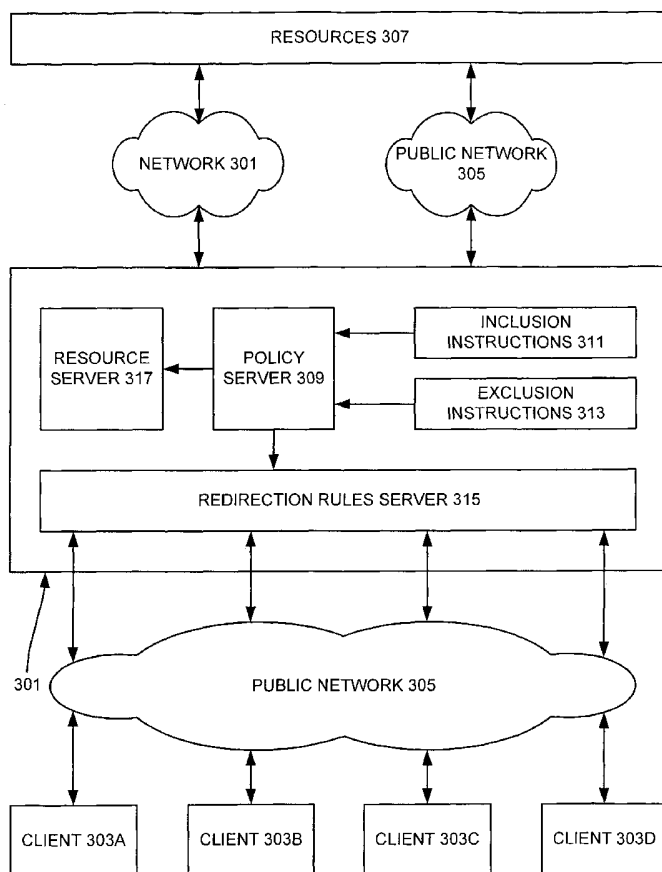 RESOURCES 307
NETWORK 301
PUBLIC NETWORK
305
RESOURCE
SERVER 317
POLICY
SERVER 309
INCLUSION
INSTRUCTIONS 311
EXCLUSION
INSTRUCTIONS 313
REDIRECTION RULES SERVER 315
301
PUBLIC NETWORK 305
CLIENT 303A
CLIENT 303B
CLIENT 303C
CLIENT 303D